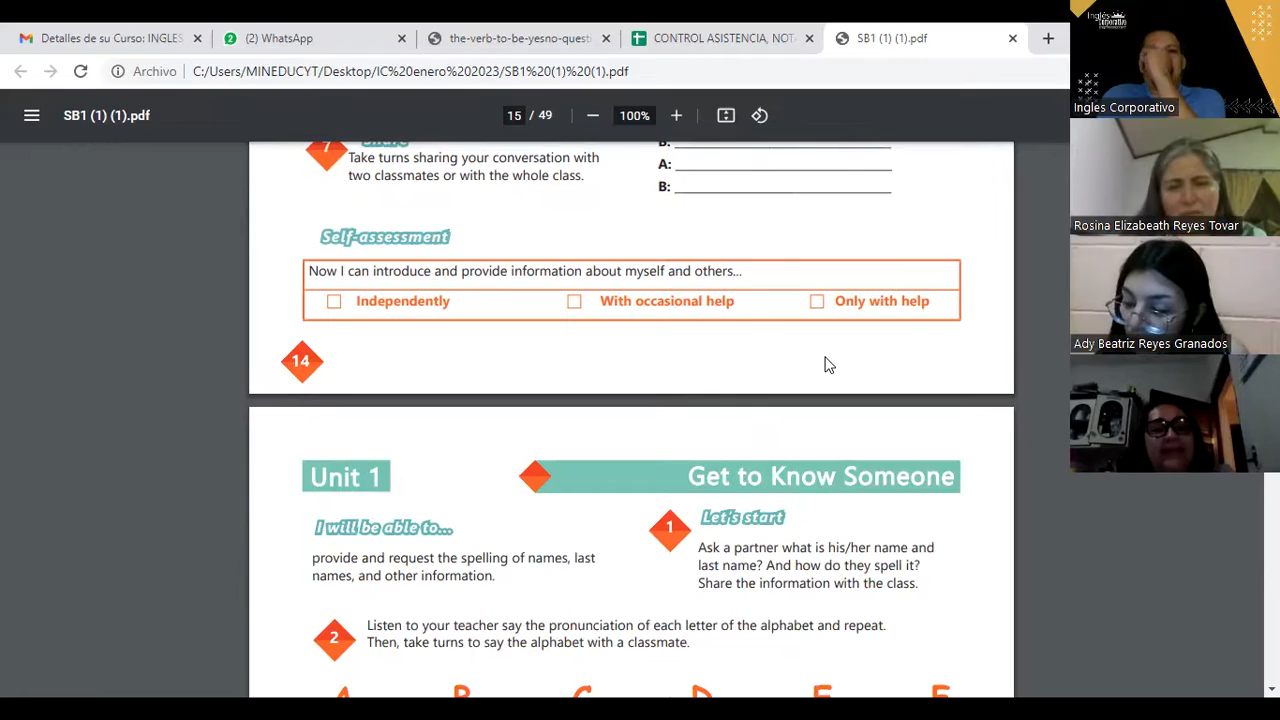 Detalles de su Curso: INGLES
(2) WhatsApp
the-verb-to-be-yesno-quest
CONTROL ASISTENCIA, NOT
SB1 (1) (1).pdf
Archivo
C:/Users/MINEDUCYT/Desktop/IC%20enero%202023/SB1%20(1)%20(1).pdf
SB1 (1) (1).pdf
15 / 49
100%
7
Share
Take turns sharing your conversation with
two classmates or with the whole class.
B:
A:
B:
Self-assessment
Now I can introduce and provide information about myself and others...
Independently
With occasional help
Only with help
14
Unit 1
Get to Know Someone
I will be able to...
provide and request the spelling of names, last
names, and other information.
1
Let's start
Ask a partner what is his/her name and
last name? And how do they spell it?
Share the information with the class.
2
Listen to your teacher say the pronunciation of each letter of the alphabet and repeat.
Then, take turns to say the alphabet with a classmate.
A B C D E F
Inglés
Corporativo
Ingles Corporativo
Rosina Elizabeath Reyes Tovar
Ady Beatriz Reyes Granados